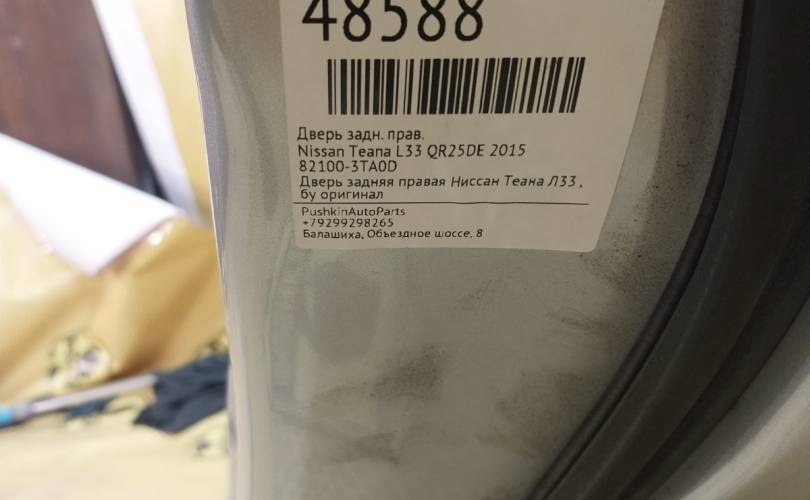 48588
Дверь задн. прав.
Nissan Teana L33 QR25DE 2015
82100-3TA0D
Дверь задняя правая Ниссан Теана Л33 ,
бу оригинал
PushkinAutoParts
+79299298265
Балашиха, Объездное шоссе, 8